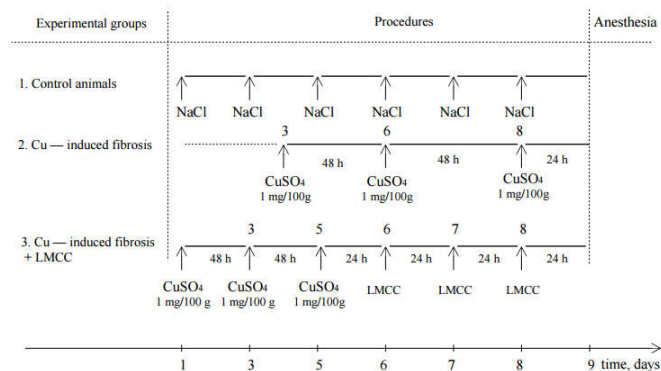 Experimental groups Procedures Anesthesia
1. Control animals
NaCl NaCl NaCl NaCl NaCl NaCl
3 6 8
2. Cu — induced fibrosis
48 h 48 h 24 h
CuSO4 CuSO4 CuSO4
1 mg/100g 1 mg/100g 1 mg/100g
3 5 6 7 8
3. Cu — induced fibrosis
+ LMCC
48 h 48 h 24 h 24 h 24 h 24 h
CuSO4 CuSO4 CuSO4 LMCC LMCC LMCC
1 mg/100 g 1 mg/100 g 1 mg/100 g
1 3 5 6 7 8 9 time, days